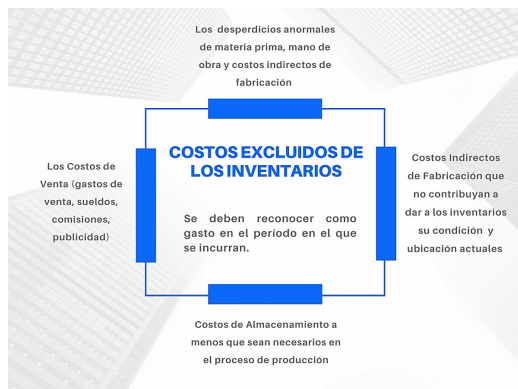 Los desperdicios anormales
de materia prima, mano de
obra y costos indirectos de
fabricación
COSTOS EXCLUIDOS DE
LOS INVENTARIOS
Se deben reconocer como
gasto en el período en el que
se incurran.
Los Costos de
Venta (gastos de
venta, sueldos,
comisiones,
publicidad)
Costos Indirectos
de Fabricación que
no contribuyan a
dar a los inventarios
su condición y
ubicación actuales
Costos de Almacenamiento a
menos que sean necesarios en
el proceso de producción